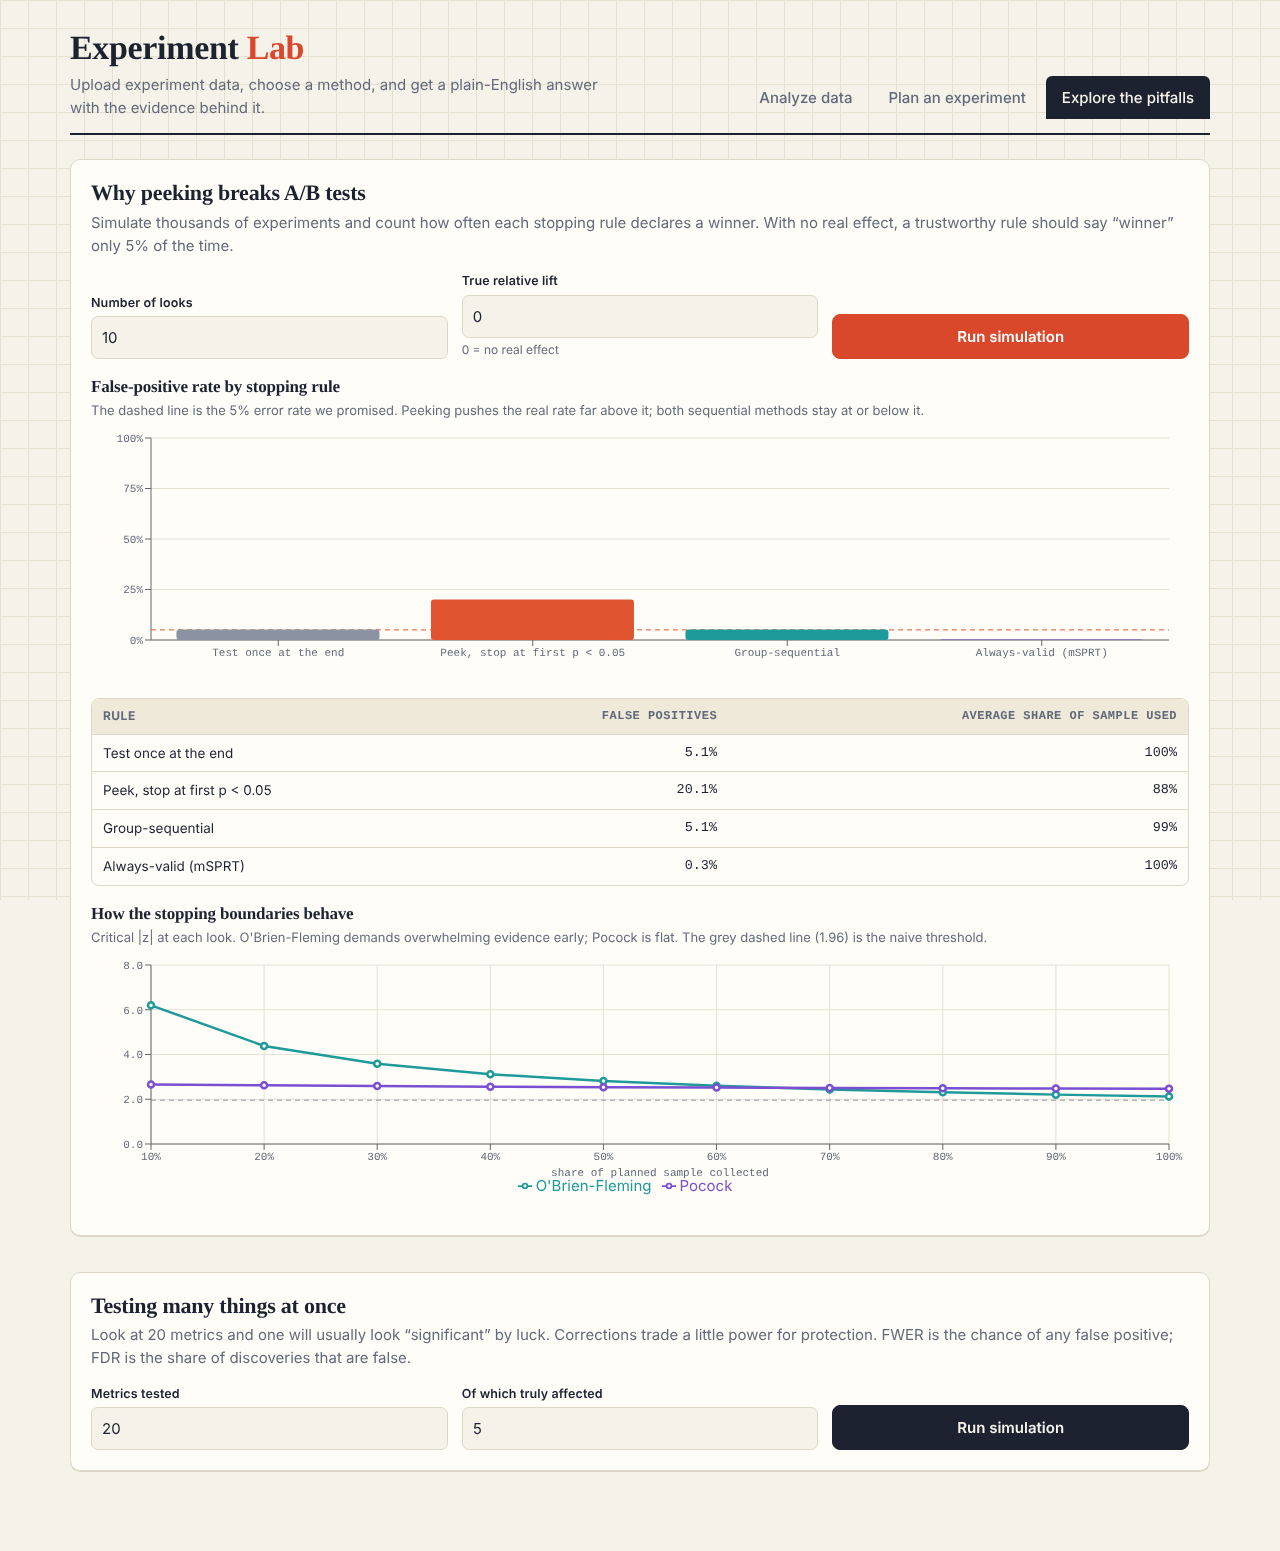 Experiment Lab
Upload experiment data, choose a method, and get a plain-English answer
with the evidence behind it.
Analyze data
Plan an experiment
Explore the pitfalls
Why peeking breaks A/B tests
Simulate thousands of experiments and count how often each stopping rule declares a winner. With no real effect, a trustworthy rule should say “winner”
only 5% of the time.
Number of looks
10
True relative lift
0
0 = no real effect
Run simulation
False-positive rate by stopping rule
The dashed line is the 5% error rate we promised. Peeking pushes the real rate far above it; both sequential methods stay at or below it.
100%
75%
50%
25%
0%
Test once at the end
Peek, stop at first p < 0.05
Group-sequential
Always-valid (mSPRT)
RULE FALSE POSITIVES AVERAGE SHARE OF SAMPLE USED
Test once at the end 5.1% 100%
Peek, stop at first p < 0.05 20.1% 88%
Group-sequential 5.1% 99%
Always-valid (mSPRT) 0.3% 100%
How the stopping boundaries behave
Critical |z| at each look. O'Brien-Fleming demands overwhelming evidence early; Pocock is flat. The grey dashed line (1.96) is the naive threshold.
8.0
6.0
4.0
2.0
0.0
10% 20% 30% 40% 50% 60% 70% 80% 90% 100%
share of planned sample collected
O'Brien-Fleming Pocock
Testing many things at once
Look at 20 metrics and one will usually look “significant” by luck. Corrections trade a little power for protection. FWER is the chance of any false positive;
FDR is the share of discoveries that are false.
Metrics tested
20
Of which truly affected
5
Run simulation